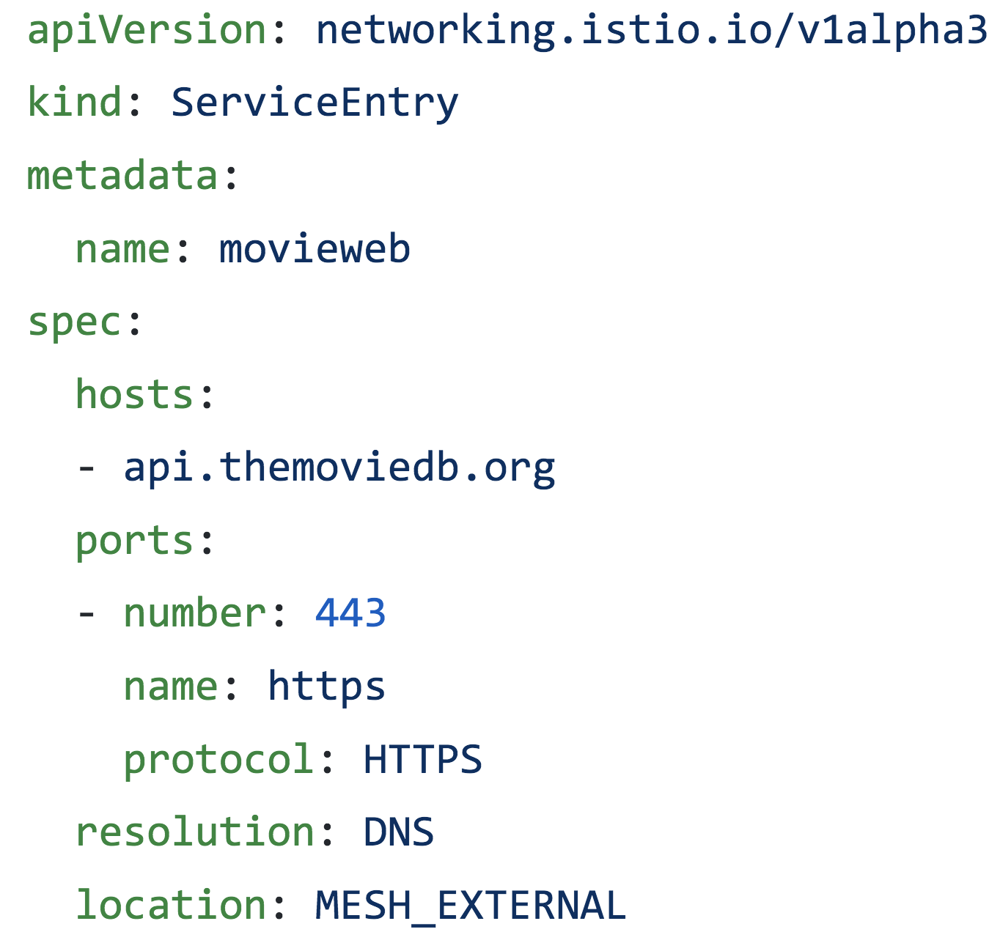 apiVersion: networking.istio.io/v1alpha3
kind: ServiceEntry
metadata:
  name: movieweb
spec:
  hosts:
  - api.themoviedb.org
  ports:
  - number: 443
    name: https
    protocol: HTTPS
  resolution: DNS
  location: MESH_EXTERNAL